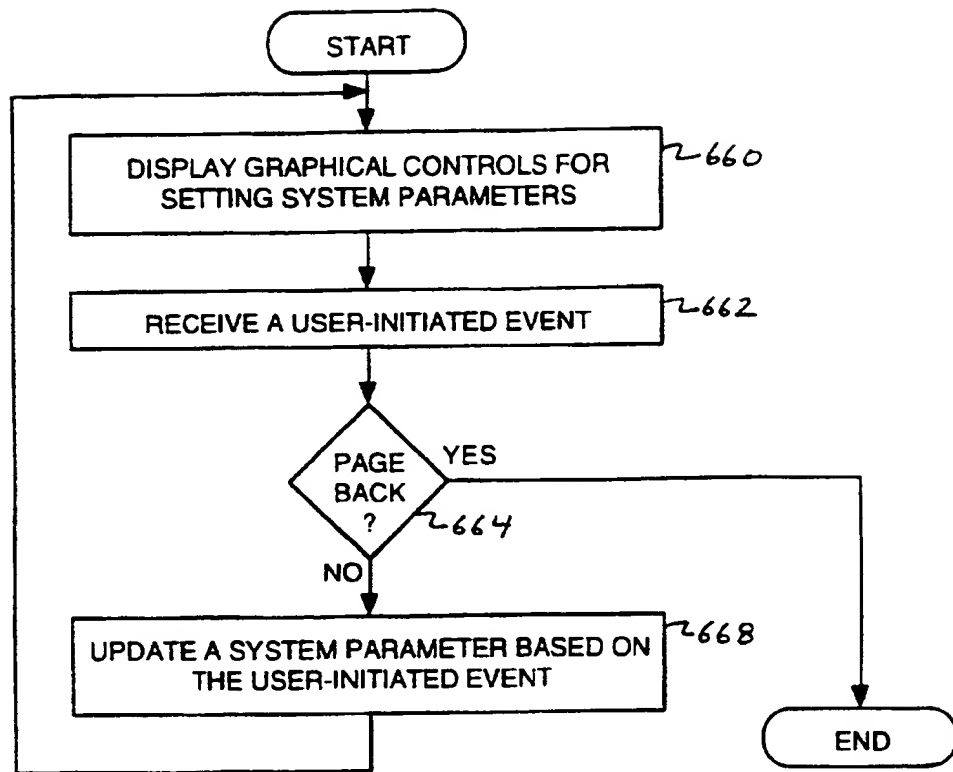 START
DISPLAY GRAPHICAL CONTROLS FOR
SETTING SYSTEM PARAMETERS
660
RECEIVE A USER-INITIATED EVENT
662
PAGE
BACK
?
YES
664
NO
UPDATE A SYSTEM PARAMETER BASED ON
THE USER-INITIATED EVENT
668
END